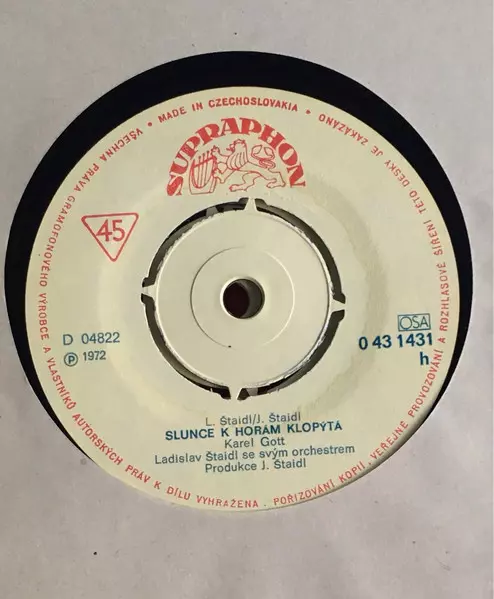 • MADE IN CZECHOSLOVAKIA •
VŠECHNA PRÁVA GRAMOFONOVÉHO VÝROBCE A VLASTNÍKŮ AUTORSKÝCH PRÁV K DÍLU VYHRAŽENA. POŘIZOVÁNÍ KOPIÍ, VEŘEJNÉ PROVOZOVÁNÍ A ROZHLASOVÉ ŠÍŘENÍ TÉTO DESKY JE ZAKÁZÁNO
SUPRAPHON
45
D 04822
Ⓟ 1972
OSA
0 43 1431
h
L. Štaidl/J. Štaidl
SLUNCE K HORÁM KLOPÝTÁ
Karel Gott
Ladislav Štaidl se svým orchestrem
Produkce J. Štaidl